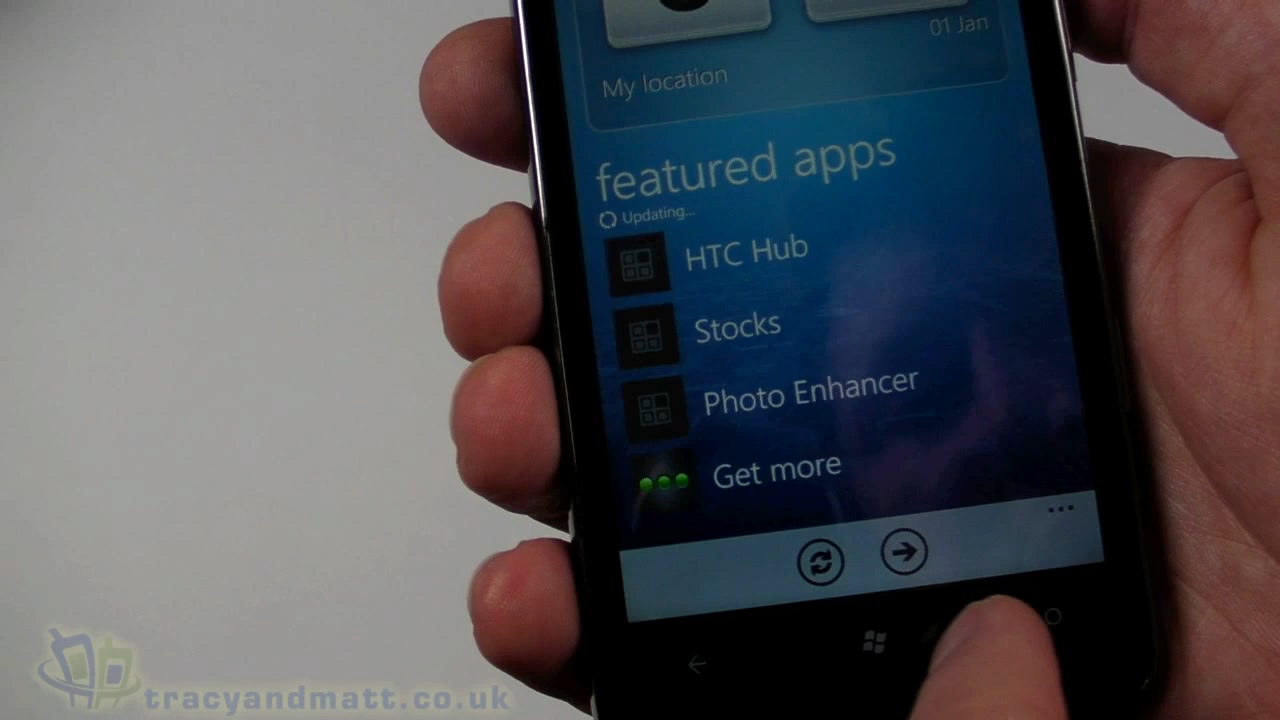 01 Jan
My location
featured apps
Updating...
HTC Hub
Stocks
Photo Enhancer
Get more
tracyandmatt.co.uk